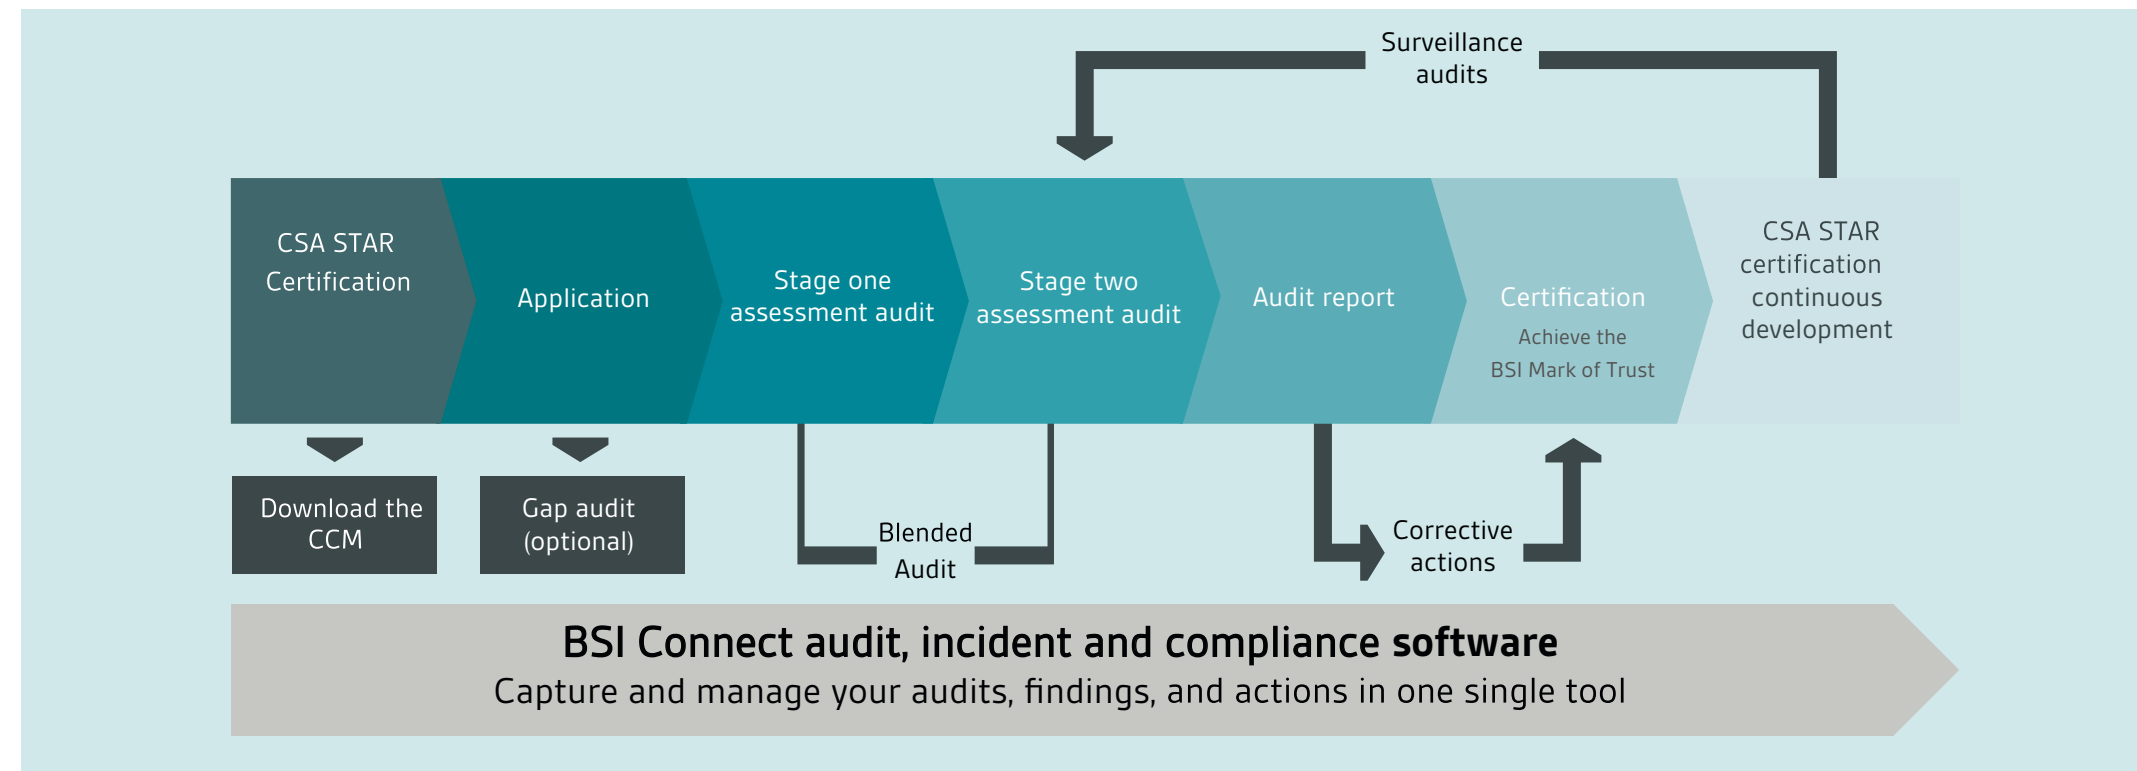 Surveillance
audits
CSA STAR
Certification
Application
Stage one
assessment audit
Stage two
assessment audit
Audit report
Certification
Achieve the
BSI Mark of Trust
CSA STAR
certification
continuous
development
Download the
CCM
Gap audit
(optional)
Blended
Audit
Corrective
actions
BSI Connect audit, incident and compliance software
Capture and manage your audits, findings, and actions in one single tool